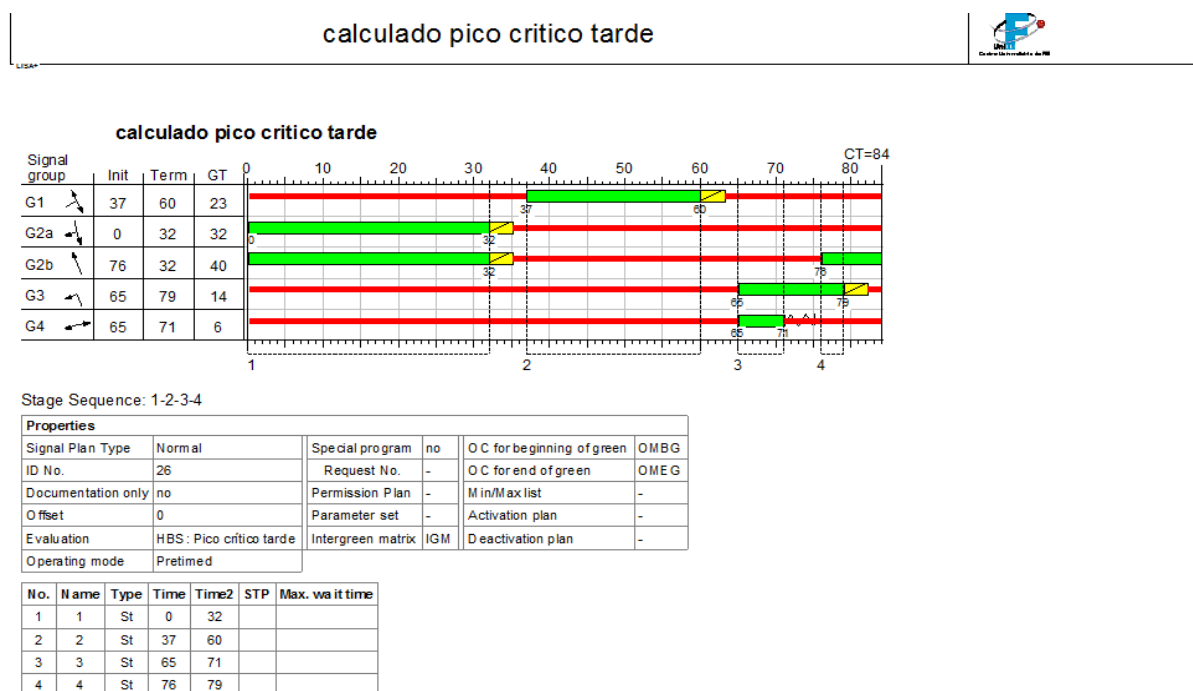 calculado pico critico tarde
LISA+
calculado pico critico tarde
Signal group Init Term GT 0 10 20 30 40 50 60 70 80 CT=84
G1 37 60 23 37 60
G2a 0 32 32 0 32
G2b 76 32 40 32 76
G3 65 79 14 65 79
G4 65 71 6 65 71
1 2 3 4
Stage Sequence: 1-2-3-4
Properties
Signal Plan Type Normal Special program no OC for beginning of green OMBG
ID No. 26 Request No. - OC for end of green OMEG
Documentation only no Permission Plan - Min/Max list -
Offset 0 Parameter set - Activation plan -
Evaluation HBS: Pico crítico tarde Intergreen matrix IGM Deactivation plan -
Operating mode Pretimed
No. Name Type Time Time2 STP Max. wait time
1 1 St 0 32
2 2 St 37 60
3 3 St 65 71
4 4 St 76 79